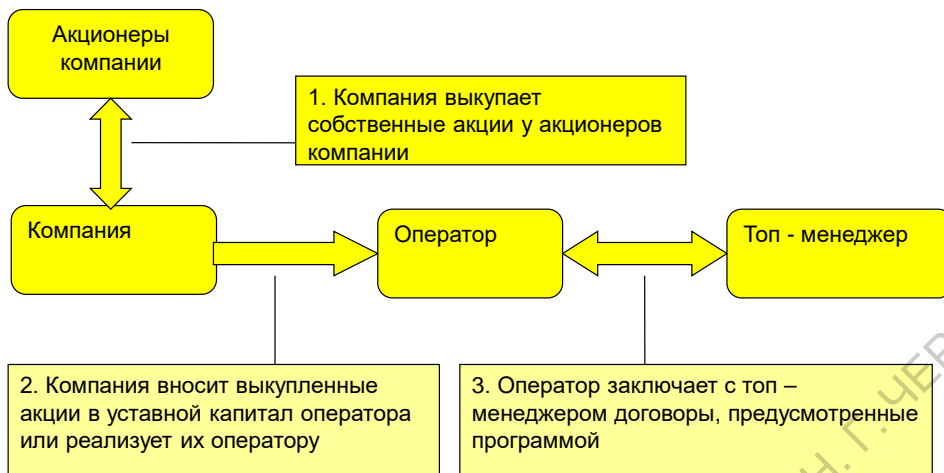 Акционеры
компании
1. Компания выкупает
собственные акции у акционеров
компании
Компания
Оператор
Топ - менеджер
2. Компания вносит выкупленные
акции в уставной капитал оператора
или реализует их оператору
3. Оператор заключает с топ –
менеджером договоры, предусмотренные
программой
Н. Г. ЧЕР